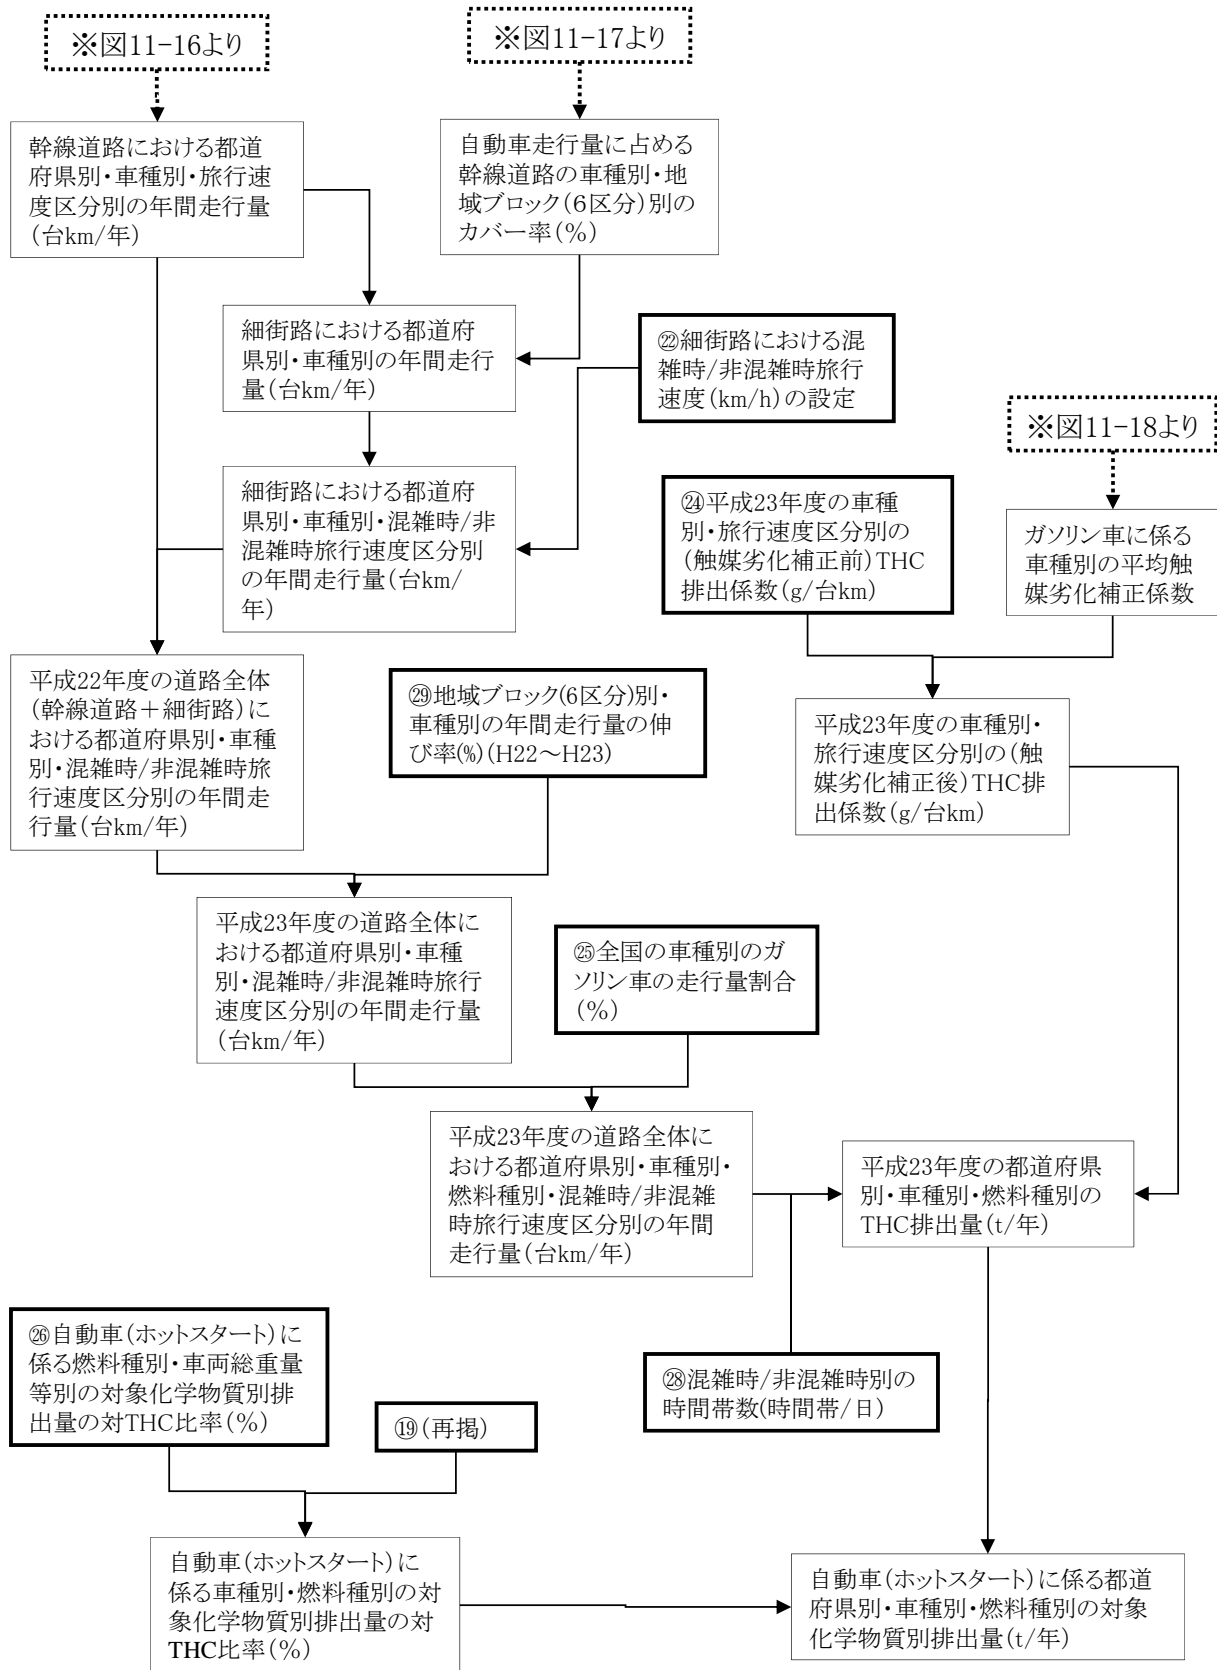 ※図11-16より
※図11-17より
幹線道路における都道
府県別・車種別・旅行速
度区分別の年間走行量
(台km/年)
自動車走行量に占める
幹線道路の車種別・地
域ブロック(6区分)別の
カバー率(%)
細街路における都道府
県別・車種別の年間走行
量(台km/年)
㉒細街路における混
雑時/非混雑時旅行
速度(km/h)の設定
※図11-18より
細街路における都道府
県別・車種別・混雑時/非
混雑時旅行速度区分別
の年間走行量(台km/
年)
㉔平成23年度の車種
別・旅行速度区分別の
(触媒劣化補正前)THC
排出係数(g/台km)
ガソリン車に係る
車種別の平均触
媒劣化補正係数
平成22年度の道路全体
(幹線道路+細街路)に
おける都道府県別・車種
別・混雑時/非混雑時旅
行速度区分別の年間走
行量(台km/年)
㉙地域ブロック(6区分)別・
車種別の年間走行量の伸
び率(%)(H22~H23)
平成23年度の車種別・
旅行速度区分別の(触
媒劣化補正後)THC排
出係数(g/台km)
平成23年度の道路全体に
おける都道府県別・車種
別・混雑時/非混雑時旅行
速度区分別の年間走行量
(台km/年)
㉕全国の車種別のガ
ソリン車の走行量割合
(%)
平成23年度の道路全体に
おける都道府県別・車種別・
燃料種別・混雑時/非混雑
時旅行速度区分別の年間
走行量(台km/年)
平成23年度の都道府県
別・車種別・燃料種別の
THC排出量(t/年)
㉖自動車(ホットスタート)に
係る燃料種別・車両総重量
等別の対象化学物質別排
出量の対THC比率(%)
⑲(再掲)
㉘混雑時/非混雑時別の
時間帯数(時間帯/日)
自動車(ホットスタート)に
係る車種別・燃料種別の対
象化学物質別排出量の対
THC比率(%)
自動車(ホットスタート)に係る都道
府県別・車種別・燃料種別の対象
化学物質別排出量(t/年)